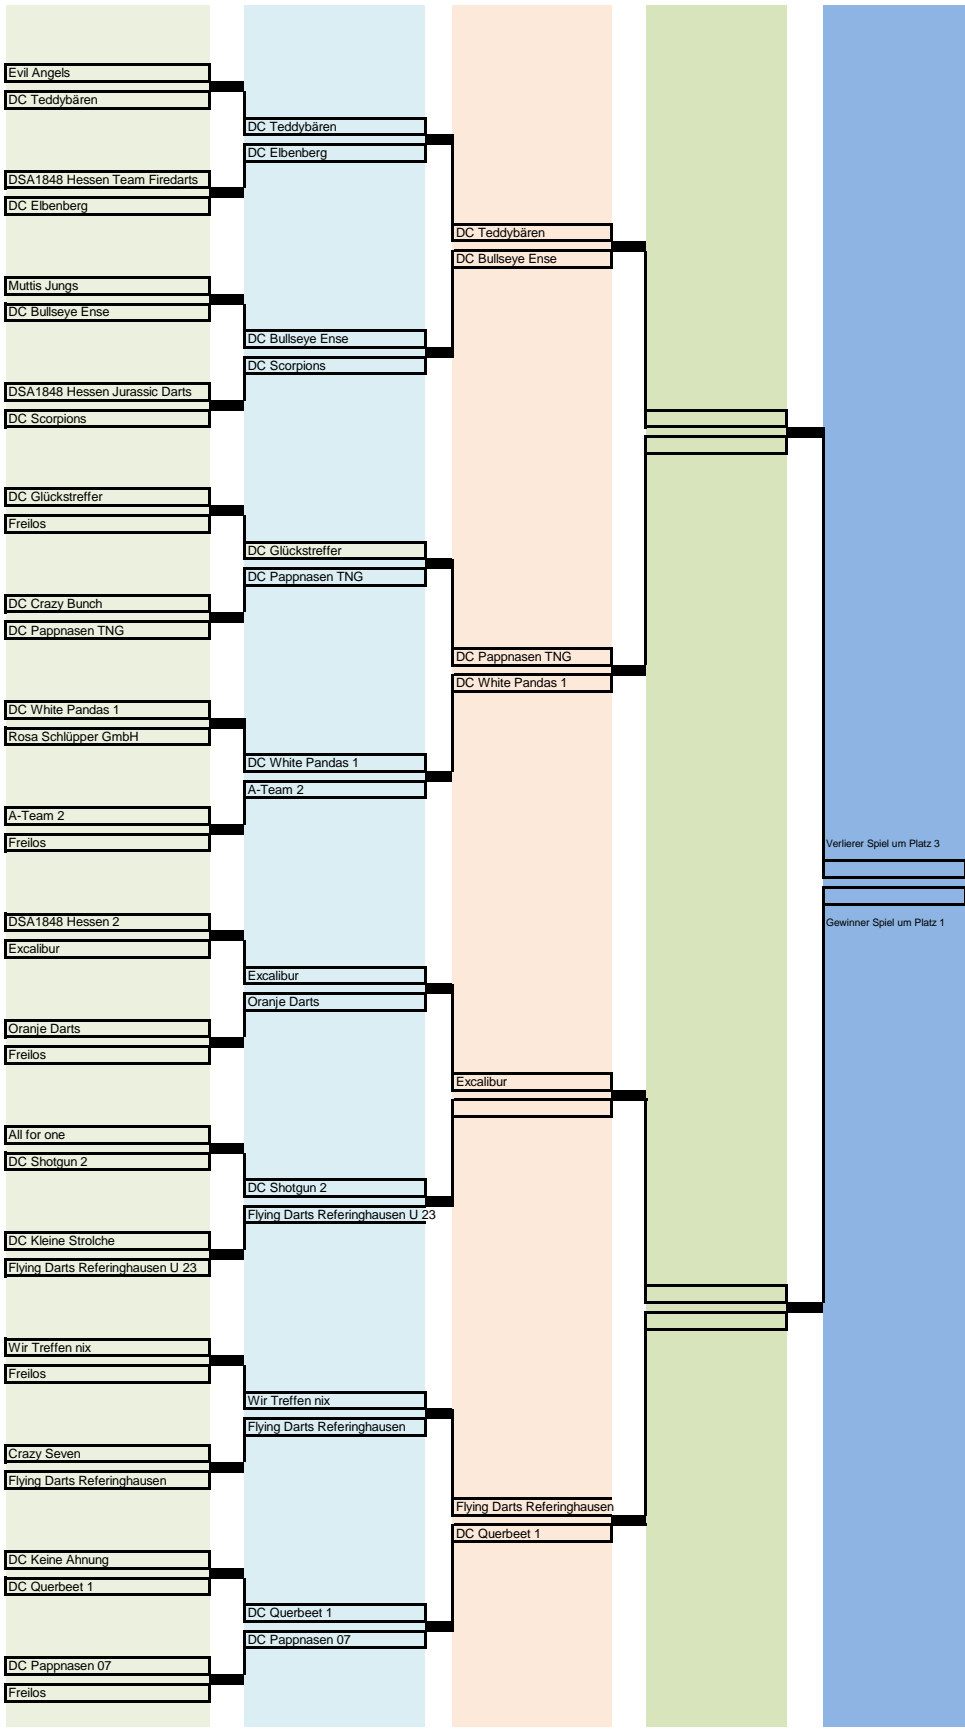 Evil Angels
DC Teddybären
DSA1848 Hessen Team Firedarts
DC Elbenberg
Muttis Jungs
DC Bullseye Ense
DSA1848 Hessen Jurassic Darts
DC Scorpions
DC Glückstreffer
Freilos
DC Crazy Bunch
DC Pappnasen TNG
DC White Pandas 1
Rosa Schlüpper GmbH
A-Team 2
Freilos
DSA1848 Hessen 2
Excalibur
Oranje Darts
Freilos
All for one
DC Shotgun 2
DC Kleine Strolche
Flying Darts Referinghausen U 23
Wir Treffen nix
Freilos
Crazy Seven
Flying Darts Referinghausen
DC Keine Ahnung
DC Querbeet 1
DC Pappnasen 07
Freilos
DC Teddybären
DC Elbenberg
DC Bullseye Ense
DC Scorpions
DC Glückstreffer
DC Pappnasen TNG
DC White Pandas 1
A-Team 2
Excalibur
Oranje Darts
DC Shotgun 2
Flying Darts Referinghausen U 23
Wir Treffen nix
Flying Darts Referinghausen
DC Querbeet 1
DC Pappnasen 07
DC Teddybären
DC Bullseye Ense
DC Pappnasen TNG
DC White Pandas 1
Excalibur
Flying Darts Referinghausen
DC Querbeet 1
Verlierer Spiel um Platz 3
Gewinner Spiel um Platz 1